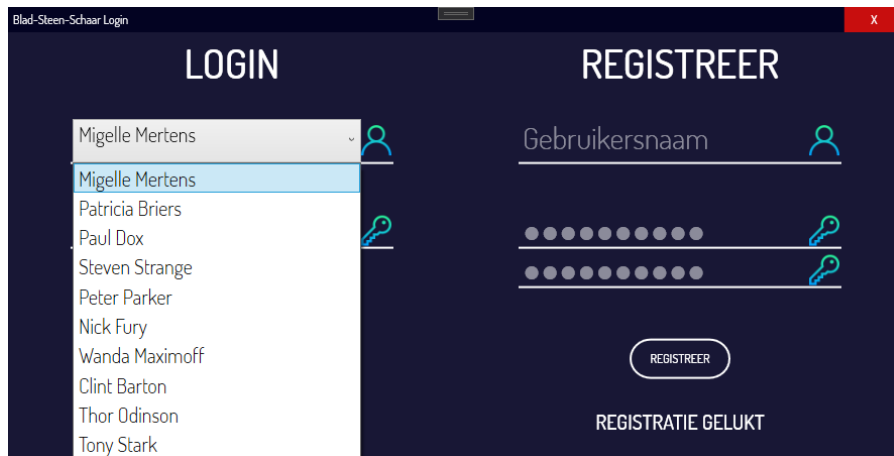 Blad-Steen-Schaar Login
X
LOGIN
Migelle Mertens
Migelle Mertens
Patricia Briers
Paul Dox
Steven Strange
Peter Parker
Nick Fury
Wanda Maximoff
Clint Barton
Thor Odinson
Tony Stark
REGISTREER
Gebruikersnaam
REGISTREER
REGISTRATIE GELUKT